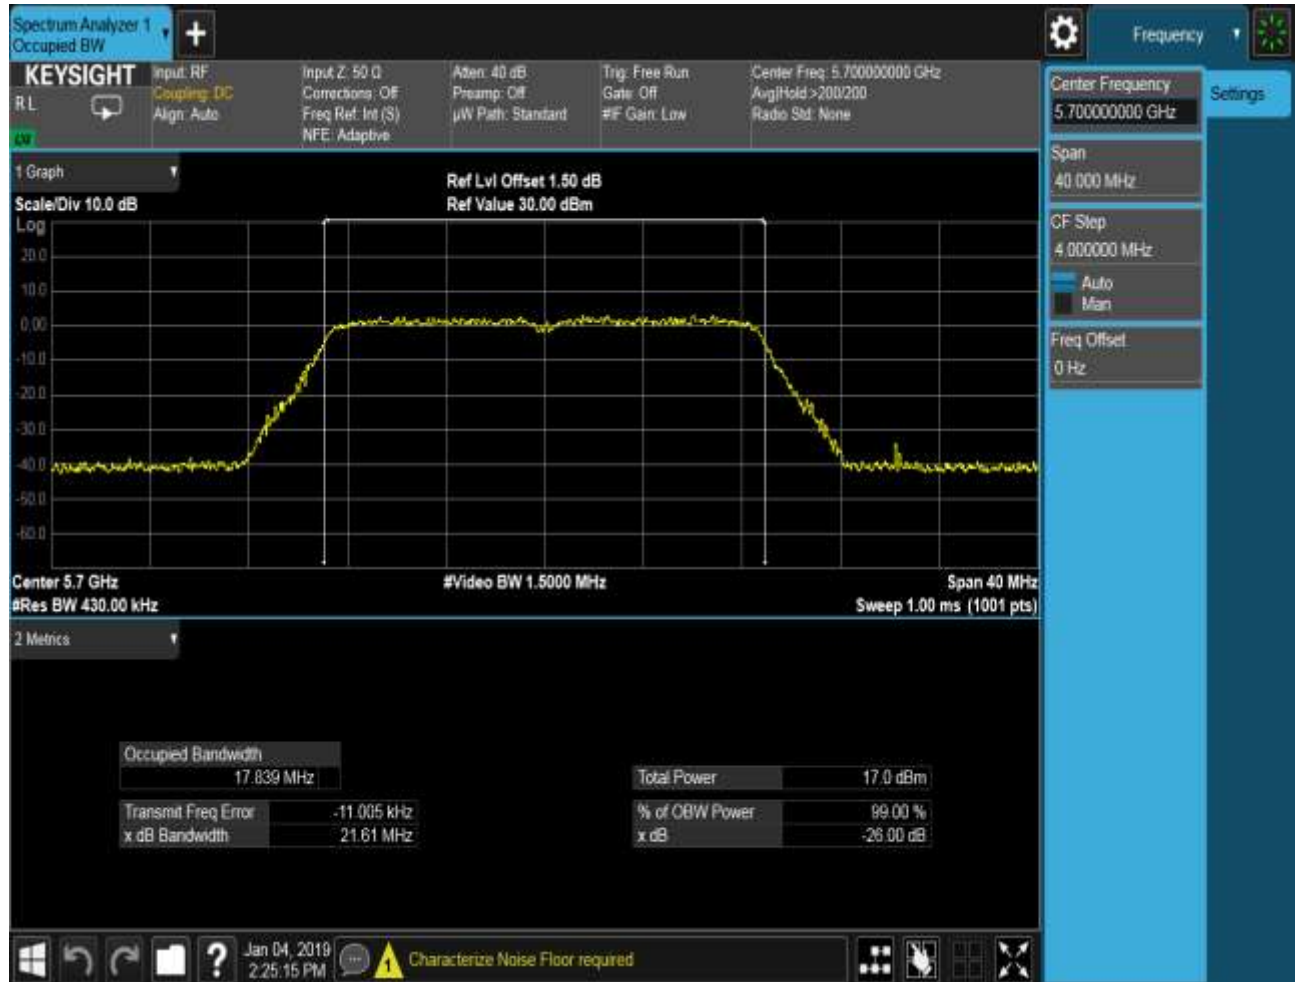 Spectrum Analyzer 1
Occupied BW
Frequency
KEYSIGHT
RL
Input: RF
Coupling: DC
Align: Auto
Input Z: 50 Ω
Corrections: Off
Freq Ref: Int (S)
NFE: Adaptive
Atten: 40 dB
Preamp: Off
µW Path: Standard
Trig: Free Run
Gate: Off
#IF Gain: Low
Center Freq: 5.700000000 GHz
Avg|Hold:>200/200
Radio Std: None
Center Frequency
5.700000000 GHz
Settings
Span
40.000 MHz
CF Step
4.000000 MHz
Auto
Man
Freq Offset
0 Hz
1 Graph
Scale/Div 10.0 dB
Ref Lvl Offset 1.50 dB
Ref Value 30.00 dBm
Log
20.0
10.0
0.00
-10.0
-20.0
-30.0
-40.0
-50.0
-60.0
Center 5.7 GHz
#Video BW 1.5000 MHz
Span 40 MHz
#Res BW 430.00 kHz
Sweep 1.00 ms (1001 pts)
2 Metrics
Occupied Bandwidth
17.839 MHz
Total Power 17.0 dBm
Transmit Freq Error -11.005 kHz
% of OBW Power 99.00 %
x dB Bandwidth 21.61 MHz
x dB -26.00 dB
?
Jan 04, 2019
2:25:15 PM
1
Characterize Noise Floor required